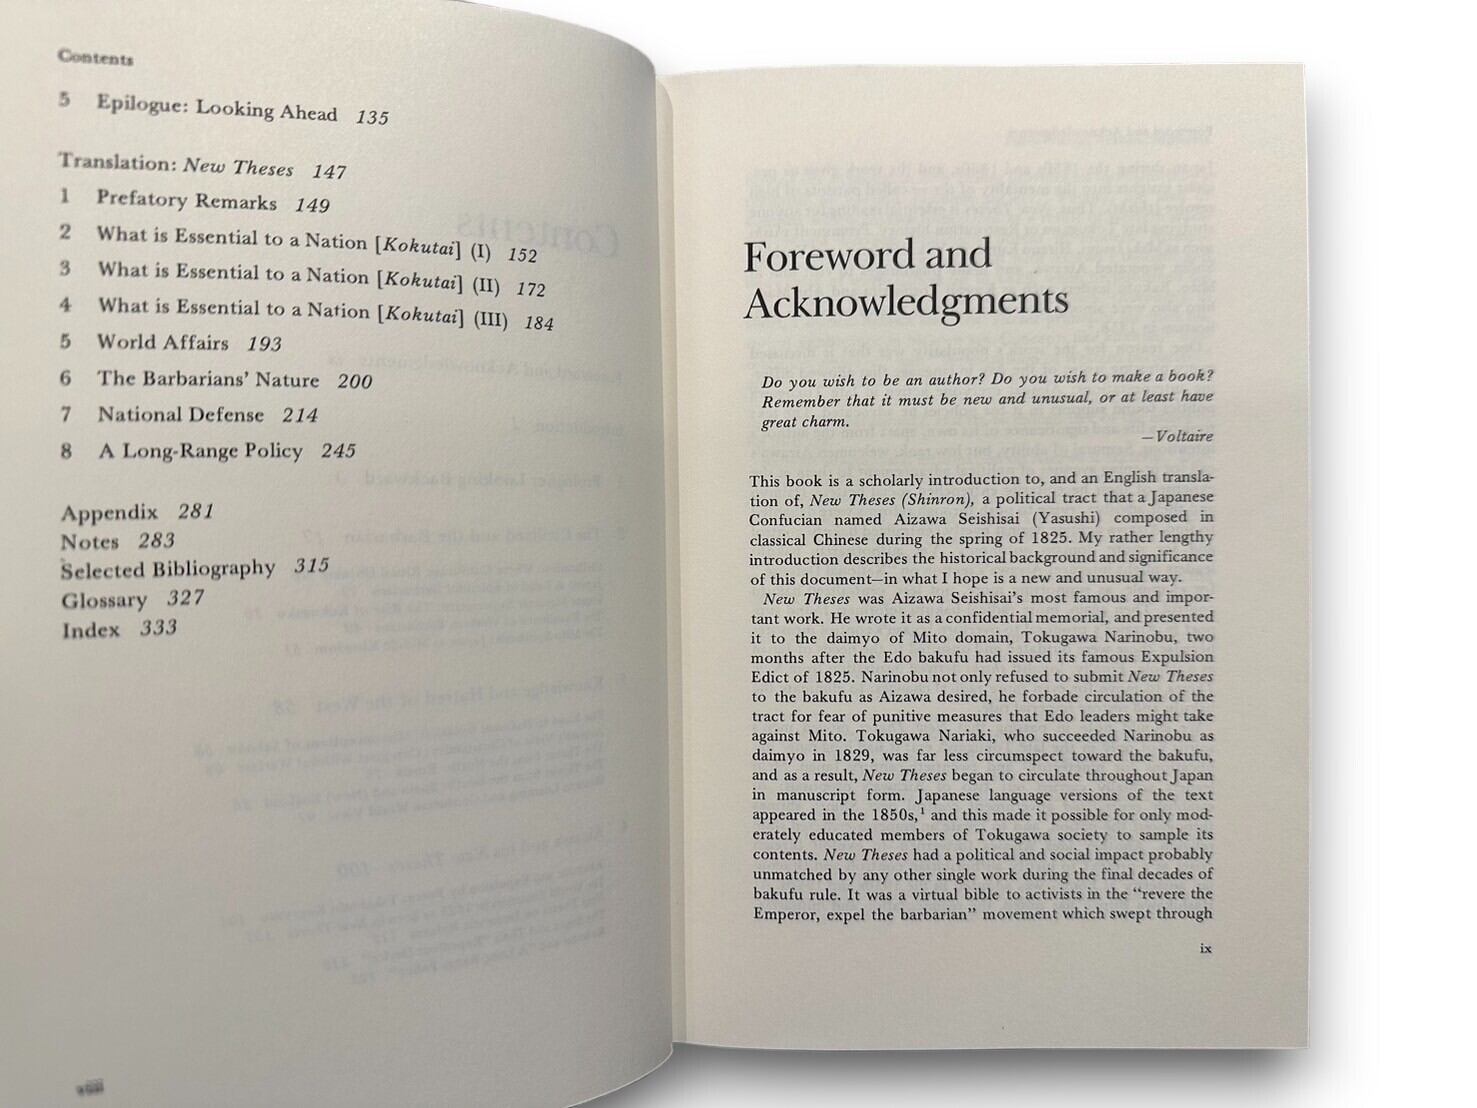 Contents
5 Epilogue: Looking Ahead 135
Translation: New Theses 147
1 Prefatory Remarks 149
2 What is Essential to a Nation [Kokutai] (I) 152
3 What is Essential to a Nation [Kokutai] (II) 172
4 What is Essential to a Nation [Kokutai] (III) 184
5 World Affairs 193
6 The Barbarians’ Nature 200
7 National Defense 214
8 A Long-Range Policy 245
Appendix 281
Notes 283
Selected Bibliography 315
Glossary 327
Index 333
viii
Foreword and
Acknowledgments
Do you wish to be an author? Do you wish to make a book?
Remember that it must be new and unusual, or at least have
great charm.
—Voltaire
This book is a scholarly introduction to, and an English transla-
tion of, New Theses (Shinron), a political tract that a Japanese
Confucian named Aizawa Seishisai (Yasushi) composed in
classical Chinese during the spring of 1825. My rather lengthy
introduction describes the historical background and significance
of this document—in what I hope is a new and unusual way.
New Theses was Aizawa Seishisai’s most famous and impor-
tant work. He wrote it as a confidential memorial, and presented
it to the daimyo of Mito domain, Tokugawa Narinobu, two
months after the Edo bakufu had issued its famous Expulsion
Edict of 1825. Narinobu not only refused to submit New Theses
to the bakufu as Aizawa desired, he forbade circulation of the
tract for fear of punitive measures that Edo leaders might take
against Mito. Tokugawa Nariaki, who succeeded Narinobu as
daimyo in 1829, was far less circumspect toward the bakufu,
and as a result, New Theses began to circulate throughout Japan
in manuscript form. Japanese language versions of the text
appeared in the 1850s,¹ and this made it possible for only mod-
erately educated members of Tokugawa society to sample its
contents. New Theses had a political and social impact probably
unmatched by any other single work during the final decades of
bakufu rule. It was a virtual bible to activists in the “revere the
Emperor, expel the barbarian” movement which swept through
ix